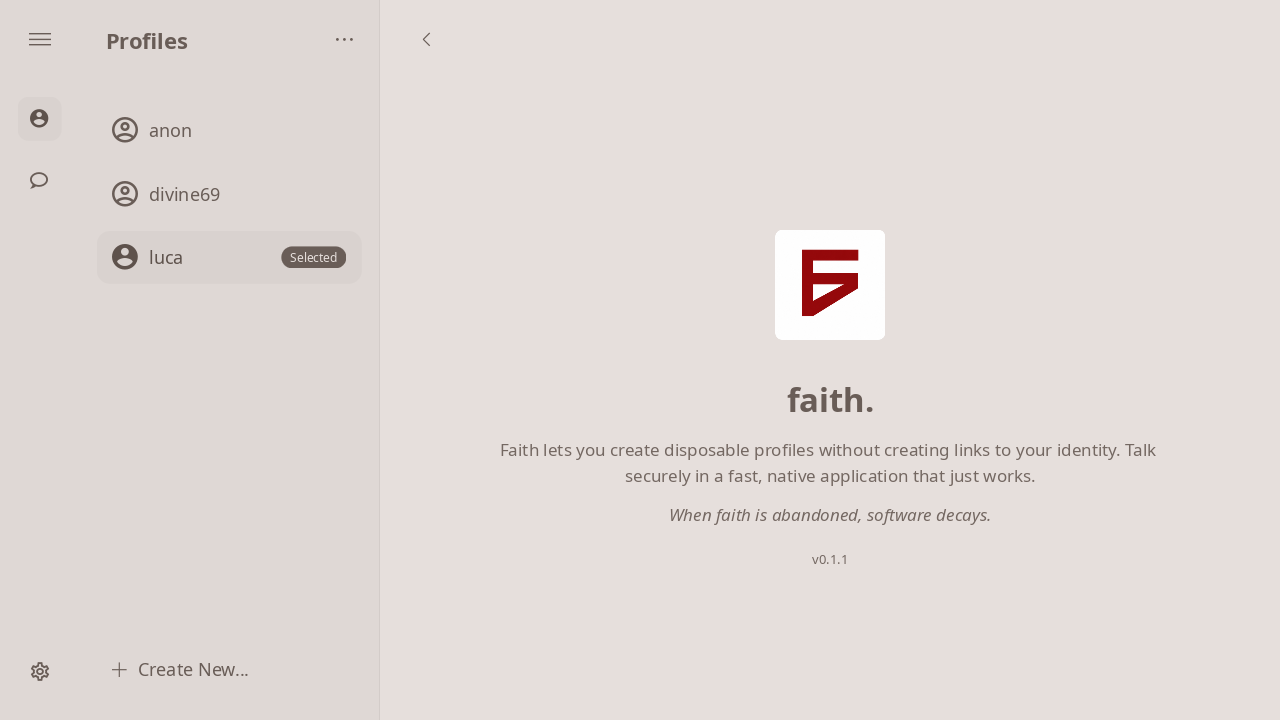 Profiles
anon
divine69
luca
Selected
Create New...
faith.
Faith lets you create disposable profiles without creating links to your identity. Talk
securely in a fast, native application that just works.
When faith is abandoned, software decays.
v0.1.1